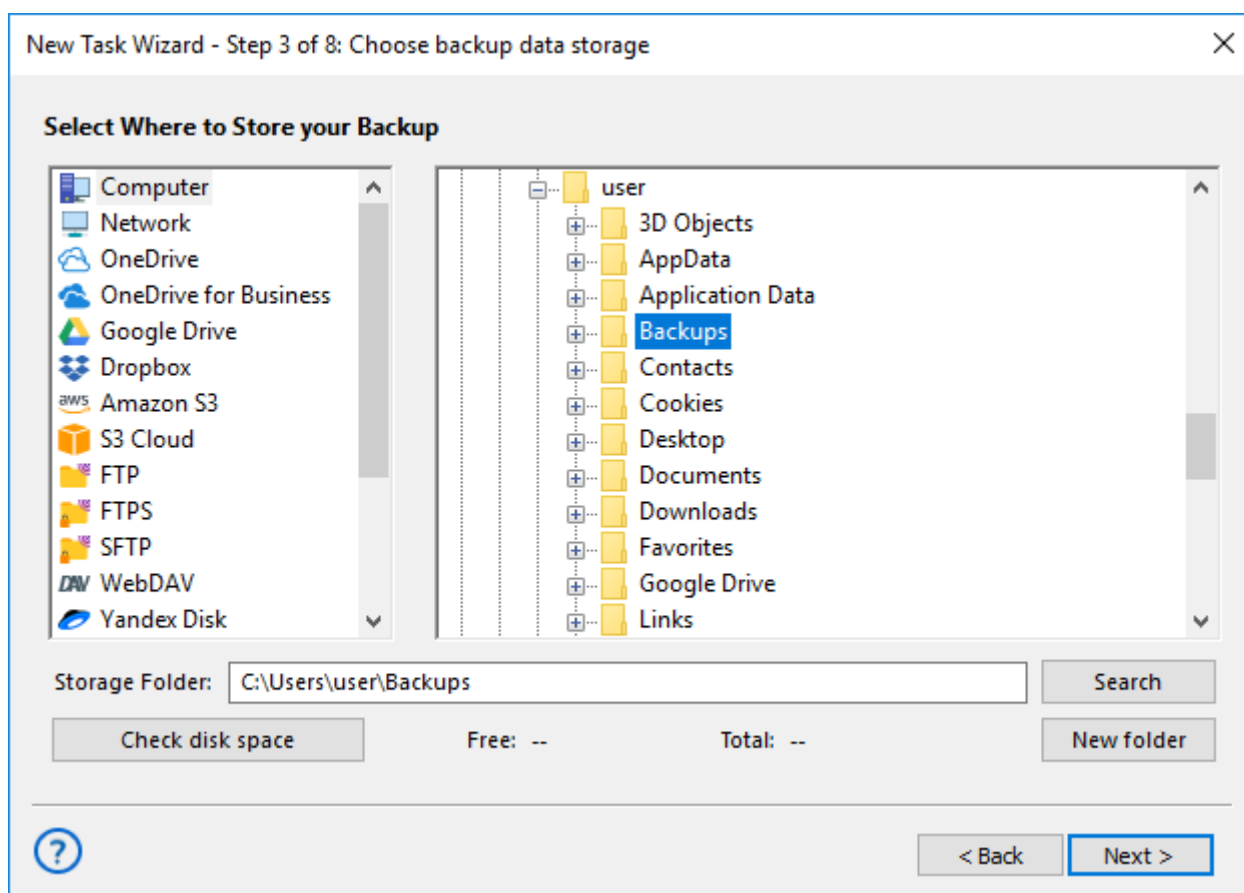 New Task Wizard - Step 3 of 8: Choose backup data storage
Select Where to Store your Backup
Computer
Network
OneDrive
OneDrive for Business
Google Drive
Dropbox
aws Amazon S3
S3 Cloud
FTP
FTPS
SFTP
DAV WebDAV
Yandex Disk
user
3D Objects
AppData
Application Data
Backups
Contacts
Cookies
Desktop
Documents
Downloads
Favorites
Google Drive
Links
Storage Folder: C:\Users\user\Backups Search
Check disk space Free: -- Total: -- New folder
? < Back Next >